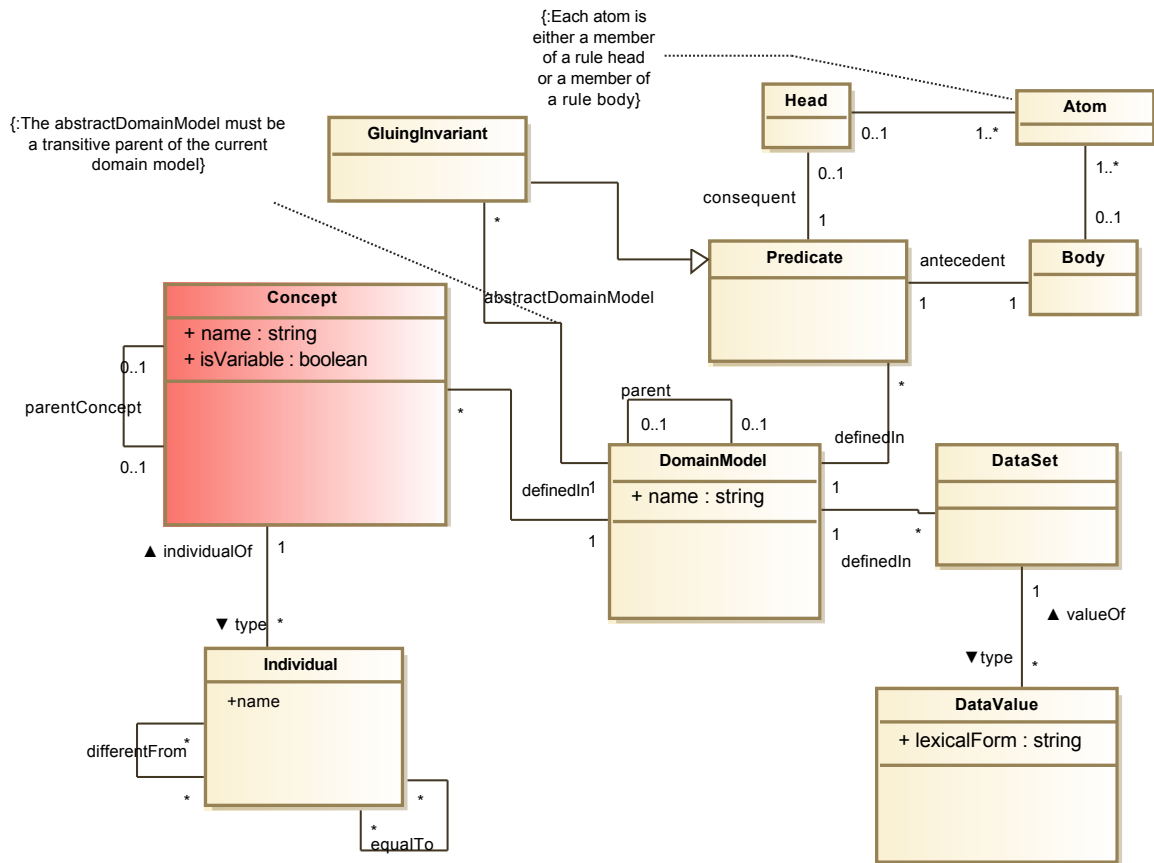 {:Each atom is
either a member
of a rule head
or a member of
a rule body}
Head
Atom
0..1
1..*
{:The abstractDomainModel must be
a transitive parent of the current
domain model}
GluingInvariant
0..1
1..*
consequent
*
1
0..1
Predicate
antecedent
Body
1
1
Concept
+ name : string
+ isVariable : boolean
abstractDomainModel
0..1
parentConcept
0..1
*
*
parent
0..1
0..1
definedIn
DomainModel
+ name : string
definedIn
1
1
1
1
definedIn
*
DataSet
▲ individualOf
1
1
▲ valueOf
▼ type
*
▼type
*
Individual
+name
differentFrom
*
*
*
*
equalTo
DataValue
+ lexicalForm : string